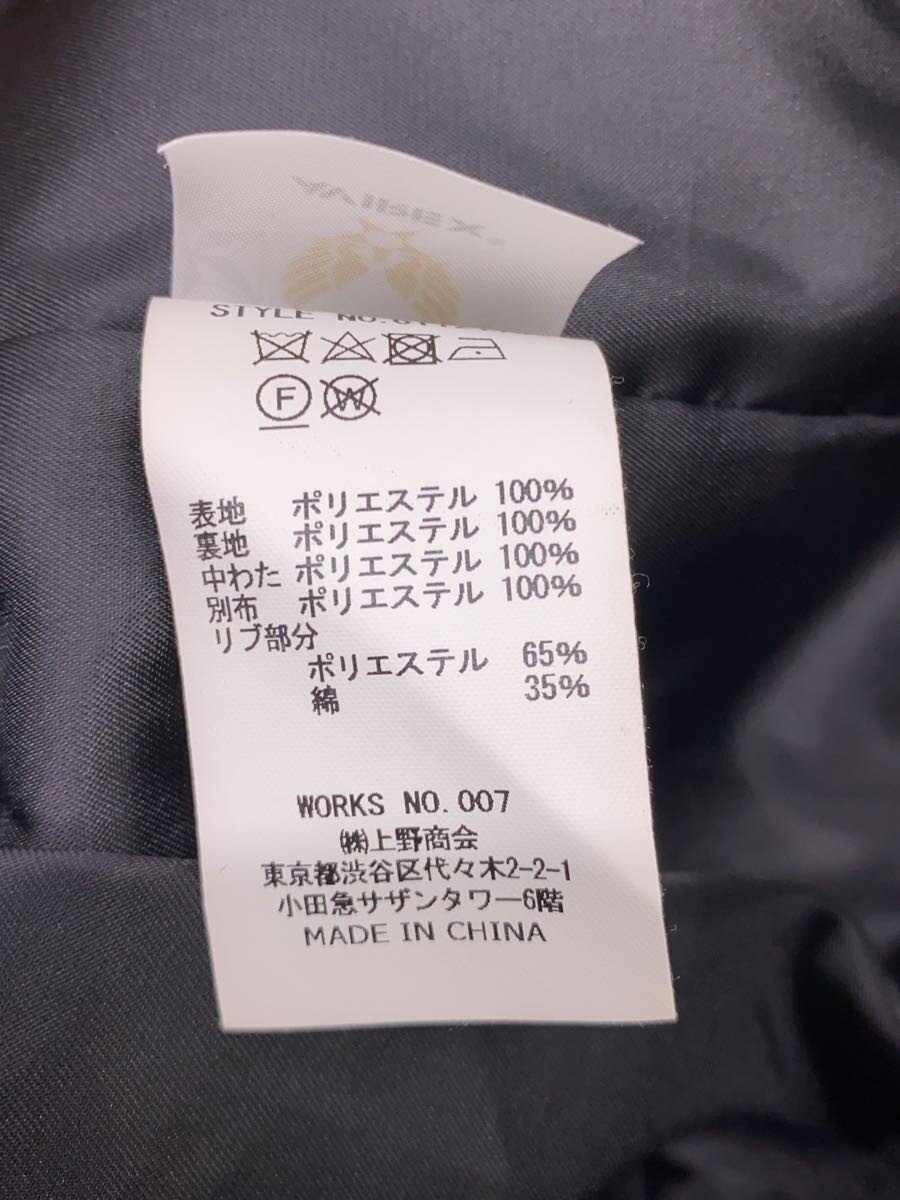 STYLE NO.
F
W
表地 ポリエステル 100%
裏地 ポリエステル 100%
中わた ポリエステル 100%
別布 ポリエステル 100%
リブ部分
ポリエステル 65%
綿 35%
WORKS NO. 007
㈱上野商会
東京都渋谷区代々木2-2-1
小田急サザンタワー6階
MADE IN CHINA